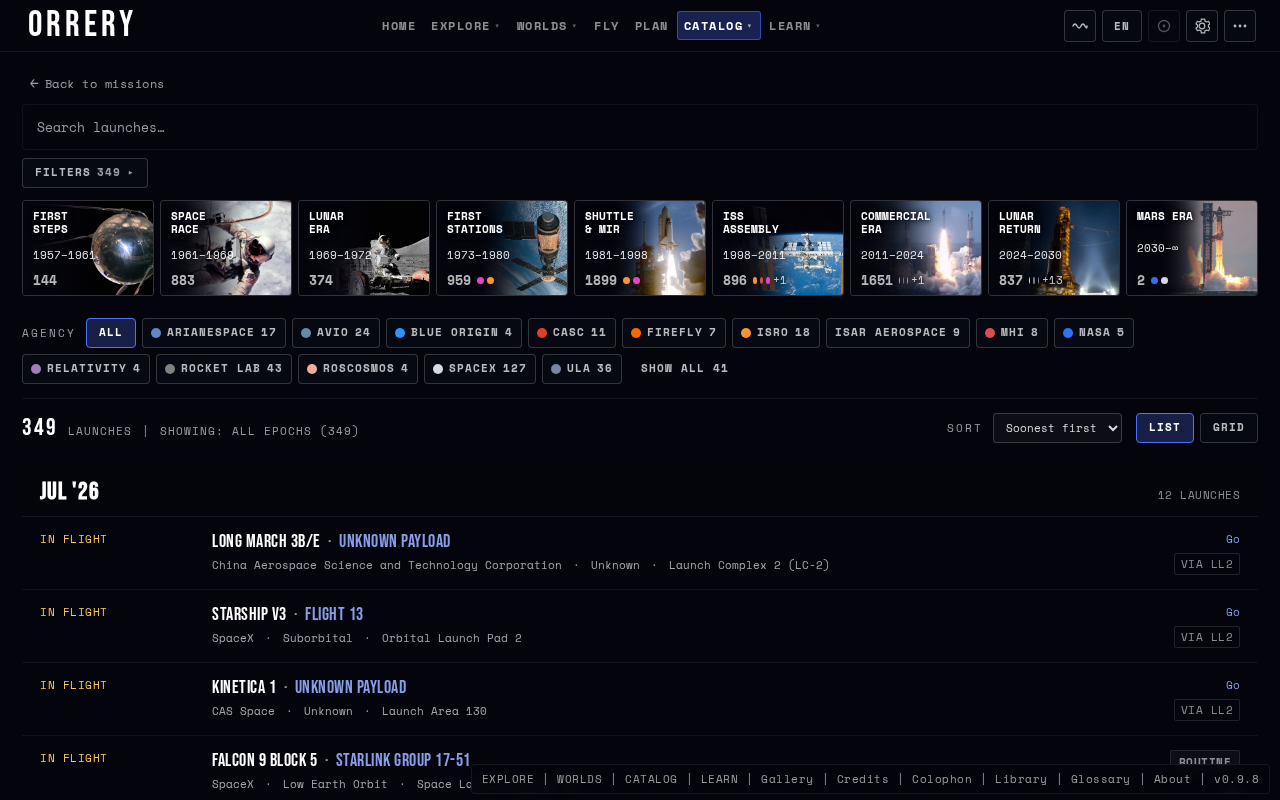 ORRERY
HOME EXPLORE WORLDS FLY PLAN CATALOG LEARN
EN
← Back to missions
Search launches…
FILTERS 349
FIRST STEPS
1957–1961
144
SPACE RACE
1961–1968
883
LUNAR ERA
1969–1972
374
FIRST STATIONS
1973–1980
959
SHUTTLE & MIR
1981–1998
1899
ISS ASSEMBLY
1998–2011
896 +1
COMMERCIAL ERA
2011–2024
1651 +1
LUNAR RETURN
2024–2030
837 +13
MARS ERA
2030–∞
2
AGENCY ALL ARIANESPACE 17 AVIO 24 BLUE ORIGIN 4 CASC 11 FIREFLY 7 ISRO 18 ISAR AEROSPACE 9 MHI 8 NASA 5
RELATIVITY 4 ROCKET LAB 43 ROSCOSMOS 4 SPACEX 127 ULA 36 SHOW ALL 41
349 LAUNCHES | SHOWING: ALL EPOCHS (349)
SORT Soonest first LIST GRID
JUL '26
12 LAUNCHES
IN FLIGHT
LONG MARCH 3B/E · UNKNOWN PAYLOAD
China Aerospace Science and Technology Corporation · Unknown · Launch Complex 2 (LC-2)
Go
VIA LL2
IN FLIGHT
STARSHIP V3 · FLIGHT 13
SpaceX · Suborbital · Orbital Launch Pad 2
Go
VIA LL2
IN FLIGHT
KINETICA 1 · UNKNOWN PAYLOAD
CAS Space · Unknown · Launch Area 130
Go
VIA LL2
IN FLIGHT
FALCON 9 BLOCK 5 · STARLINK GROUP 17-51
SpaceX · Low Earth Orbit · Space
ROUTINE
EXPLORE | WORLDS | CATALOG | LEARN | Gallery | Credits | Colophon | Library | Glossary | About | v0.9.8